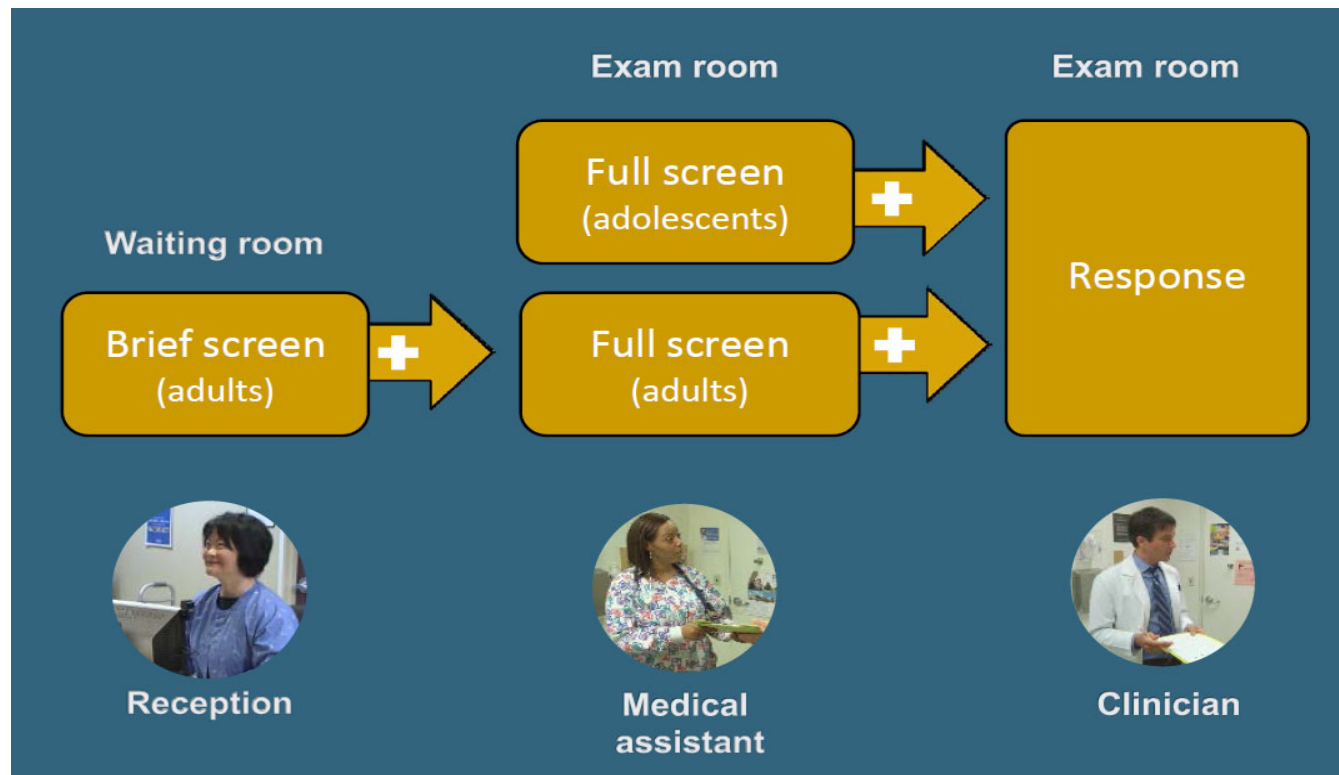 Exam room
Exam room
Full screen
(adolescents)
Waiting room
Response
Brief screen
(adults)
Full screen
(adults)
Reception
Medical
assistant
Clinician